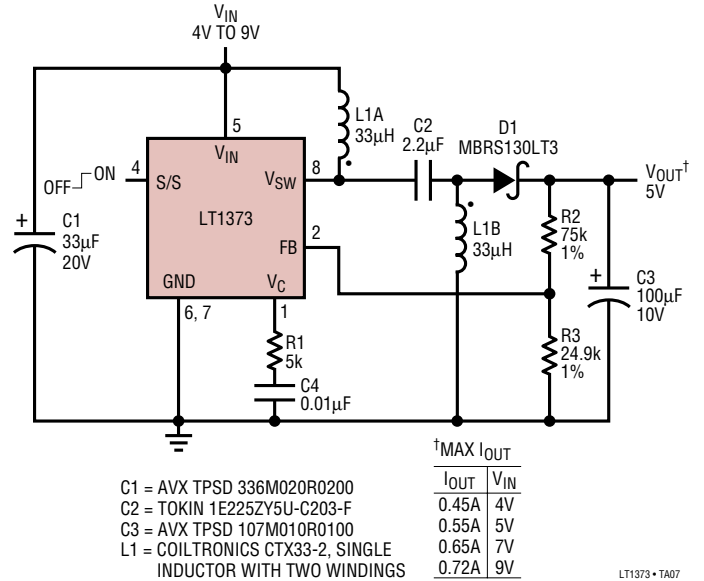 VIN
4V TO 9V
5
VIN
4
OFF ON
S/S
VSW
8
LT1373
FB
2
GND
VC
6, 7
1
+
C1
33µF
20V
L1A
33µH
C2
2.2µF
D1
MBRS130LT3
VOUT†
5V
L1B
33µH
R2
75k
1%
+
C3
100µF
10V
R1
5k
R3
24.9k
1%
C4
0.01µF
C1 = AVX TPSD 336M020R0200
C2 = TOKIN 1E225ZY5U-C203-F
C3 = AVX TPSD 107M010R0100
L1 = COILTRONICS CTX33-2, SINGLE
INDUCTOR WITH TWO WINDINGS
†MAX IOUT
IOUT VIN
0.45A 4V
0.55A 5V
0.65A 7V
0.72A 9V
LT1373 • TA07